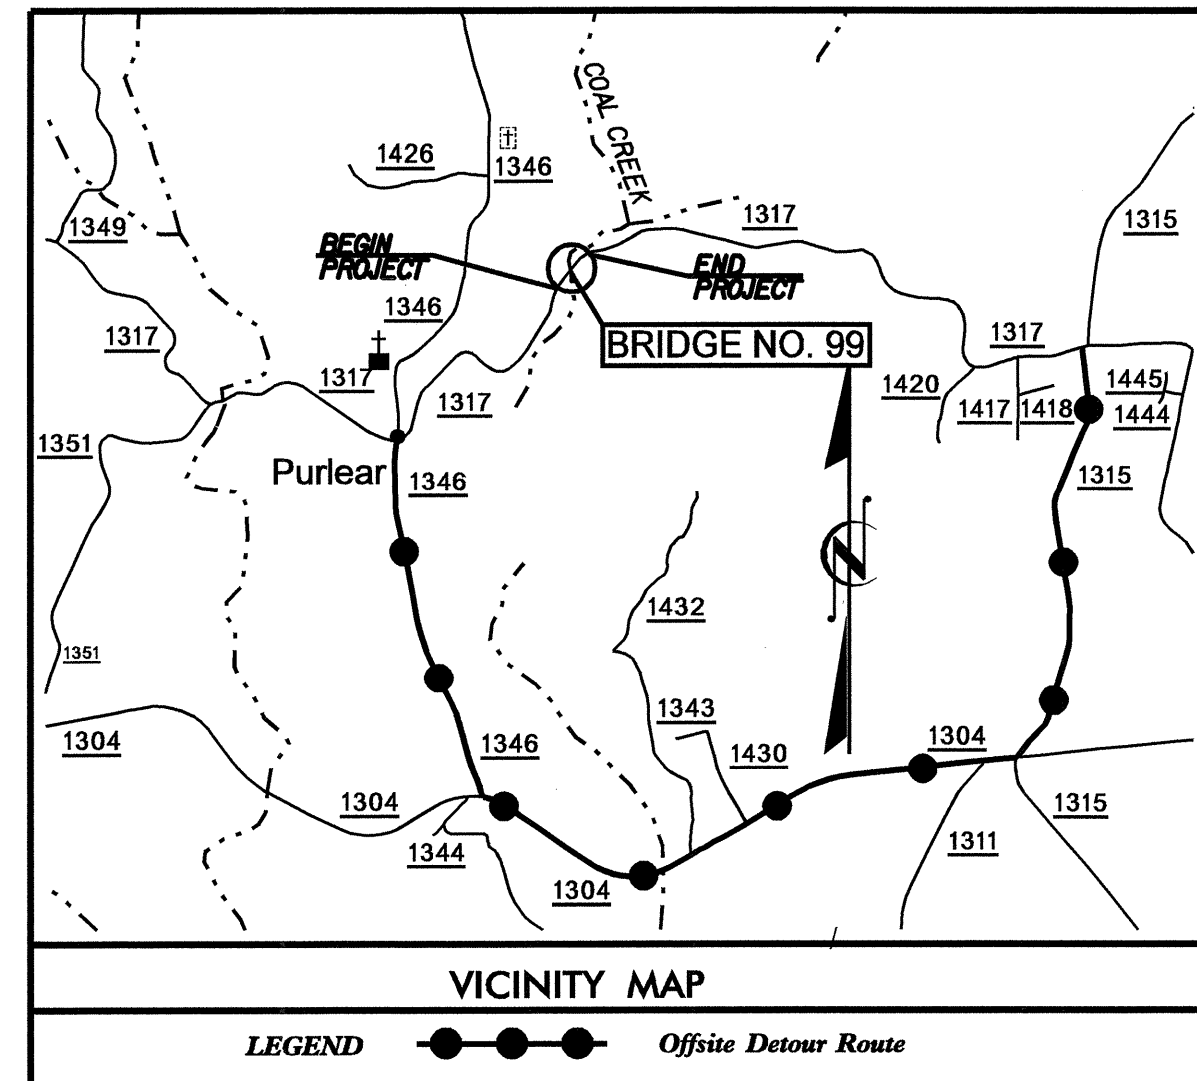 COAL CREEK
1426
1346
1349
1317
1315
BEGIN
PROJECT
END
PROJECT
1346
1317
BRIDGE NO. 99
1317
1317
1317
1420
1417
1418
1445
1444
1351
Purlear
1346
1315
N
1432
1351
1343
1304
1346
1430
1304
1304
1315
1344
1311
1304
VICINITY MAP
LEGEND
Offsite Detour Route